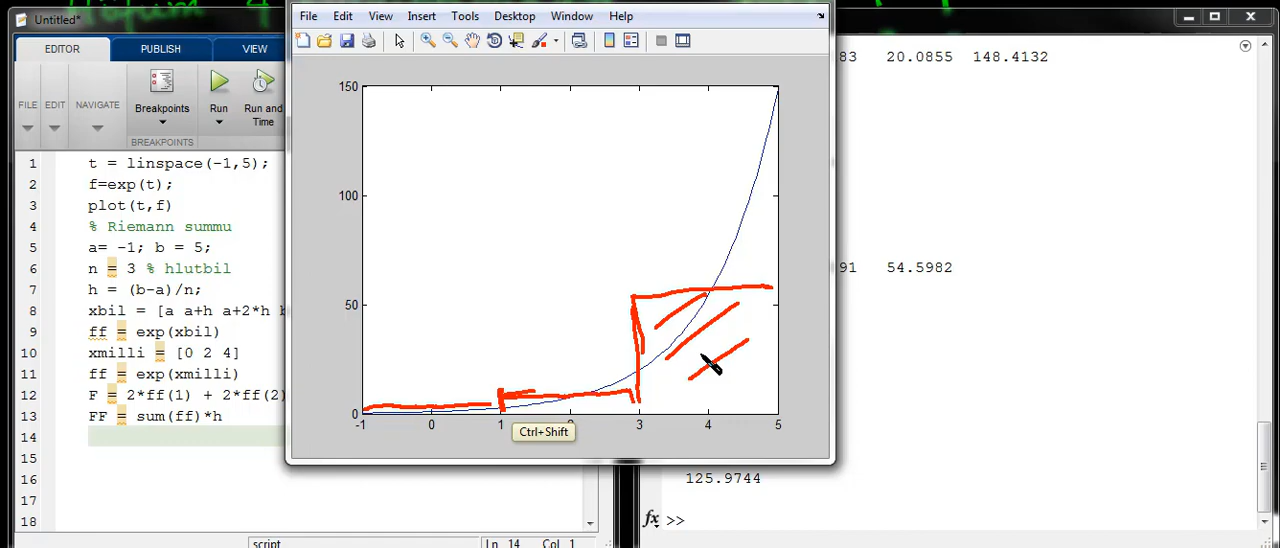 Untitled*
EDITOR PUBLISH VIEW
FILE EDIT NAVIGATE Breakpoints Run Run and Time
BREAKPOINTS
1 t = linspace(-1,5);
2 f=exp(t);
3 plot(t,f)
4 % Riemann summu
5 a= -1; b = 5;
6 n = 3 % hlutbil
7 h = (b-a)/n;
8 xbil = [a a+h a+2*h b
9 ff = exp(xbil)
10 xmilli = [0 2 4]
11 ff = exp(xmilli)
12 F = 2*ff(1) + 2*ff(2)
13 FF = sum(ff)*h
14
15
16
17
18
script Ln 14 Col 1
File Edit View Insert Tools Desktop Window Help
150
100
50
0
-1 0 1 2 3 4 5
Ctrl+Shift
83 20.0855 148.4132
91 54.5982
125.9744
fx >>